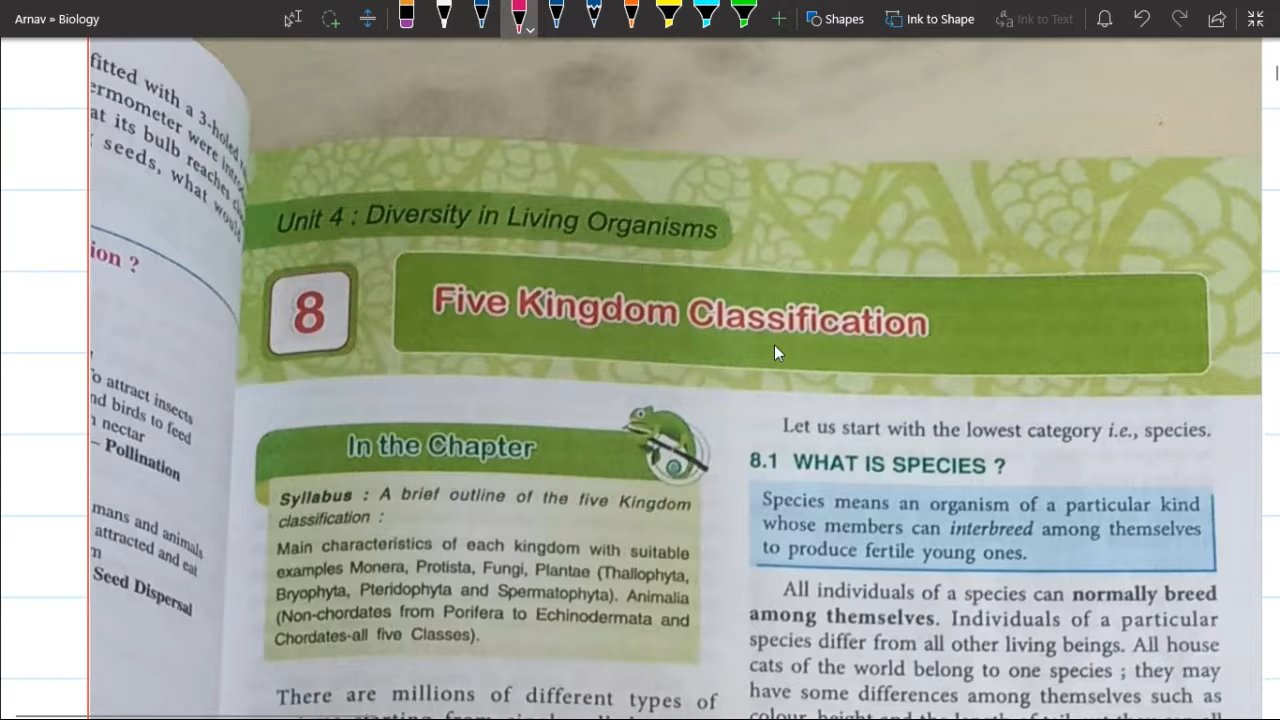 Arnav » Biology
Shapes
Ink to Shape
Ink to Text
fitted with a 3-holed
ermometer were
at its bulb reaches
seeds, what would
ion ?
To attract insects
nd birds to feed
nectar
– Pollination
mans and animals
attracted and eat
Seed Dispersal
Unit 4 : Diversity in Living Organisms
8
Five Kingdom Classification
In the Chapter
Syllabus : A brief outline of the five Kingdom
classification :
Main characteristics of each kingdom with suitable
examples Monera, Protista, Fungi, Plantae (Thallophyta,
Bryophyta, Pteridophyta and Spermatophyta). Animalia
(Non-chordates from Porifera to Echinodermata and
Chordates-all five Classes).
There are millions of different types of
Let us start with the lowest category i.e., species.
8.1 WHAT IS SPECIES ?
Species means an organism of a particular kind
whose members can interbreed among themselves
to produce fertile young ones.
All individuals of a species can normally breed
among themselves. Individuals of a particular
species differ from all other living beings. All house
cats of the world belong to one species ; they may
have some differences among themselves such as